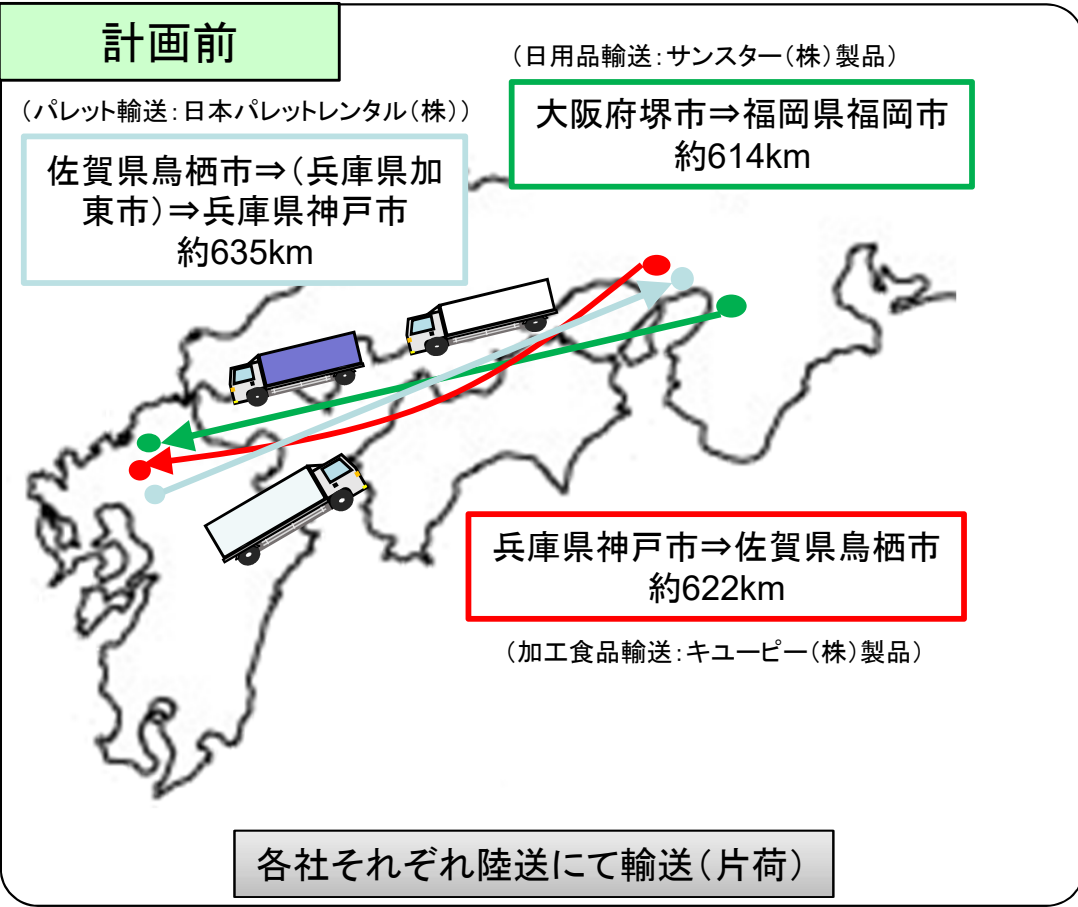 計画前
(日用品輸送:サンスター(株)製品)
大阪府堺市⇒福岡県福岡市
約614km
(パレット輸送:日本パレットレンタル(株))
佐賀県鳥栖市⇒(兵庫県加
東市)⇒兵庫県神戸市
約635km
兵庫県神戸市⇒佐賀県鳥栖市
約622km
(加工食品輸送:キユーピー(株)製品)
各社それぞれ陸送にて輸送(片荷)